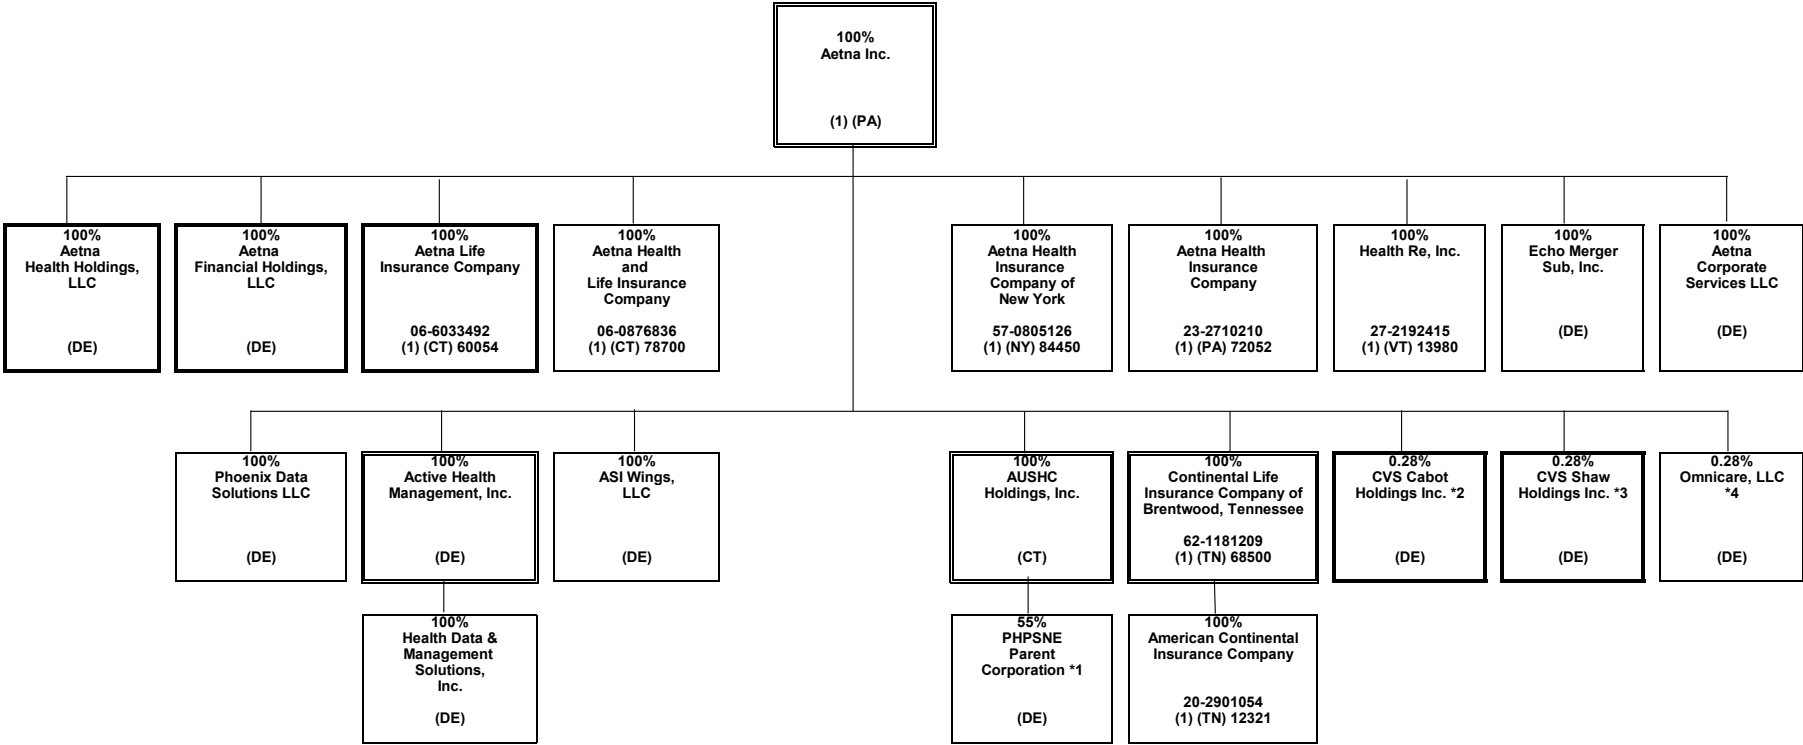 100%
Aetna Inc.
(1) (PA)
100%
Aetna
Health Holdings,
LLC
(DE)
100%
Aetna
Financial Holdings,
LLC
(DE)
100%
Aetna Life
Insurance Company
06-6033492
(1) (CT) 60054
100%
Aetna Health
and
Life Insurance
Company
06-0876836
(1) (CT) 78700
100%
Aetna Health
Insurance
Company of
New York
57-0805126
(1) (NY) 84450
100%
Aetna Health
Insurance
Company
23-2710210
(1) (PA) 72052
100%
Health Re, Inc.
27-2192415
(1) (VT) 13980
100%
Echo Merger
Sub, Inc.
(DE)
100%
Aetna
Corporate
Services LLC
(DE)
100%
Phoenix Data
Solutions LLC
(DE)
100%
Active Health
Management, Inc.
(DE)
100%
ASI Wings,
LLC
(DE)
100%
AUSHC
Holdings, Inc.
(CT)
100%
Continental Life
Insurance Company of
Brentwood, Tennessee
62-1181209
(1) (TN) 68500
0.28%
CVS Cabot
Holdings Inc. *2
(DE)
0.28%
CVS Shaw
Holdings Inc. *3
(DE)
0.28%
Omnicare, LLC
*4
(DE)
100%
Health Data &
Management
Solutions,
Inc.
(DE)
55%
PHPSNE
Parent
Corporation *1
(DE)
100%
American Continental
Insurance Company
20-2901054
(1) (TN) 12321